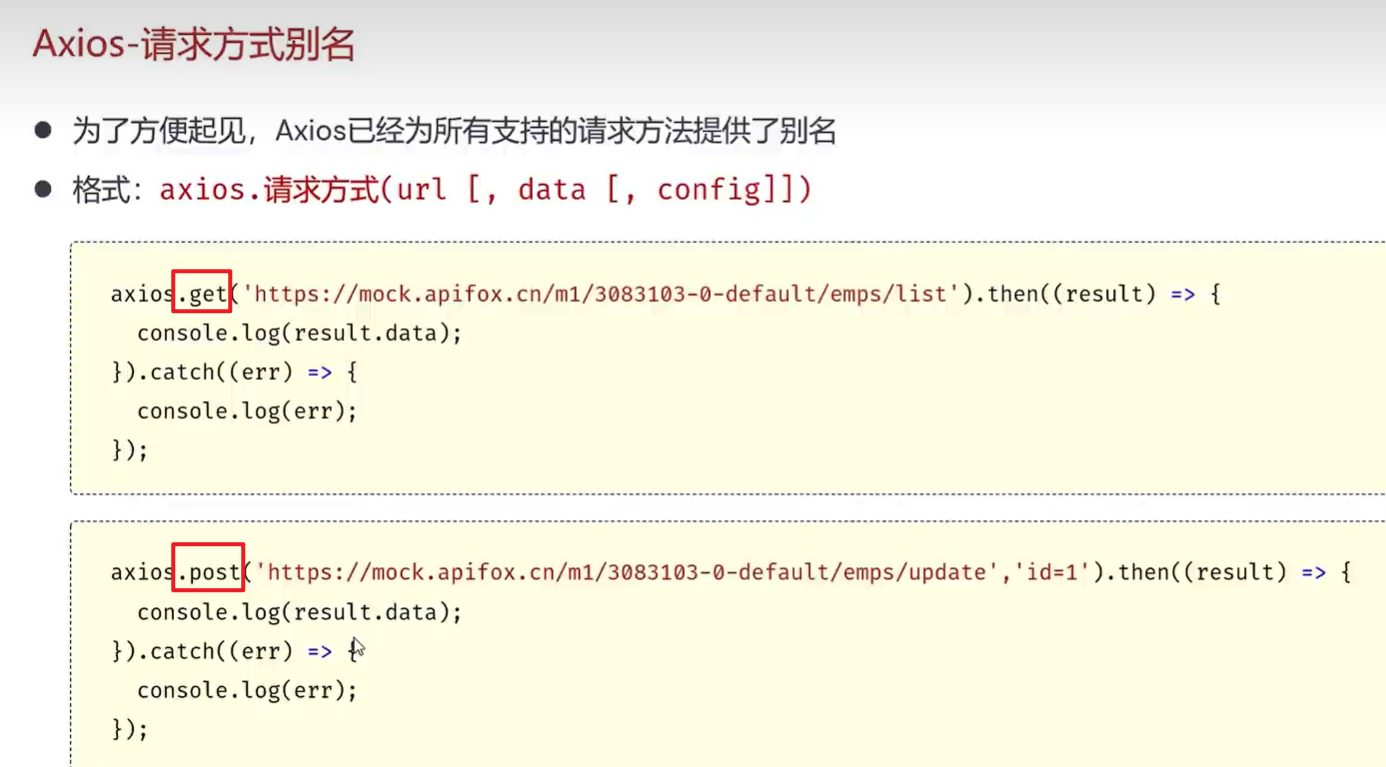 Axios-请求方式别名
为了方便起见，Axios已经为所有支持的请求方法提供了别名
格式：axios.请求方式(url [, data [, config]])
axios.get('https://mock.apifox.cn/m1/3083103-0-default/emps/list').then((result) => {
console.log(result.data);
}).catch((err) => {
console.log(err);
});
axios.post('https://mock.apifox.cn/m1/3083103-0-default/emps/update','id=1').then((result) => {
console.log(result.data);
}).catch((err) => {
console.log(err);
});